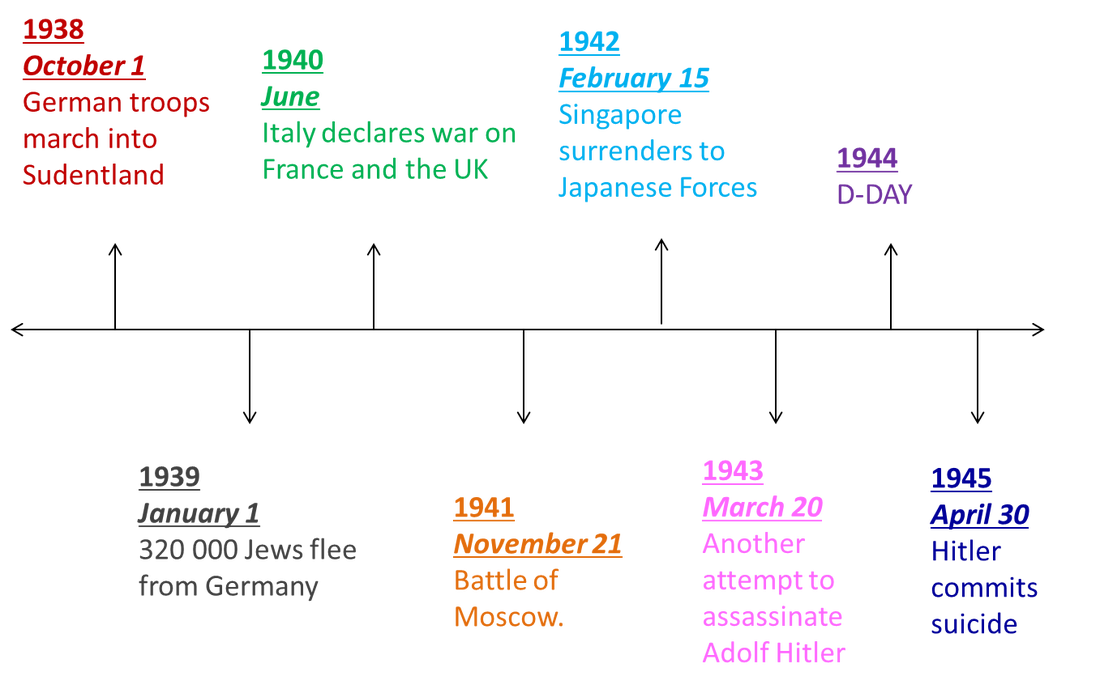 1938
October 1
German troops
march into
Sudentland
1940
June
Italy declares war on
France and the UK
1942
February 15
Singapore
surrenders to
Japanese Forces
1944
D-DAY
1939
January 1
320 000 Jews flee
from Germany
1941
November 21
Battle of
Moscow.
1943
March 20
Another
attempt to
assassinate
Adolf Hitler
1945
April 30
Hitler
commits
suicide